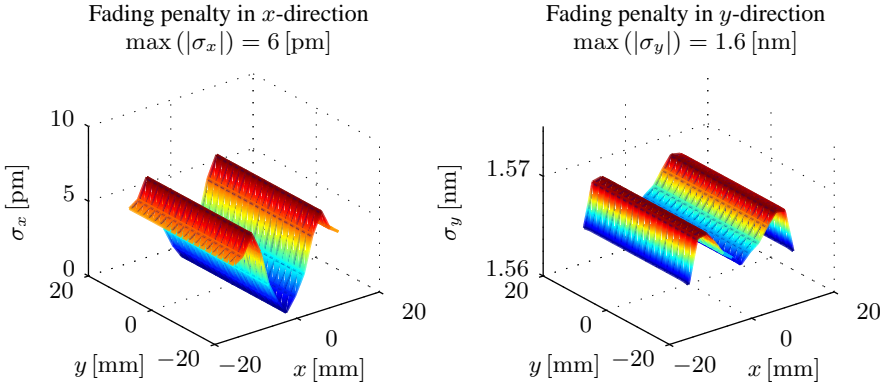 Fading penalty in x-direction
max (|σx|) = 6 [pm]
10
5
0
σx [pm]
20
0
−20
y [mm]
−20
0
20
x [mm]
Fading penalty in y-direction
max (|σy|) = 1.6 [nm]
1.57
1.56
σy [nm]
20
0
−20
y [mm]
−20
0
20
x [mm]